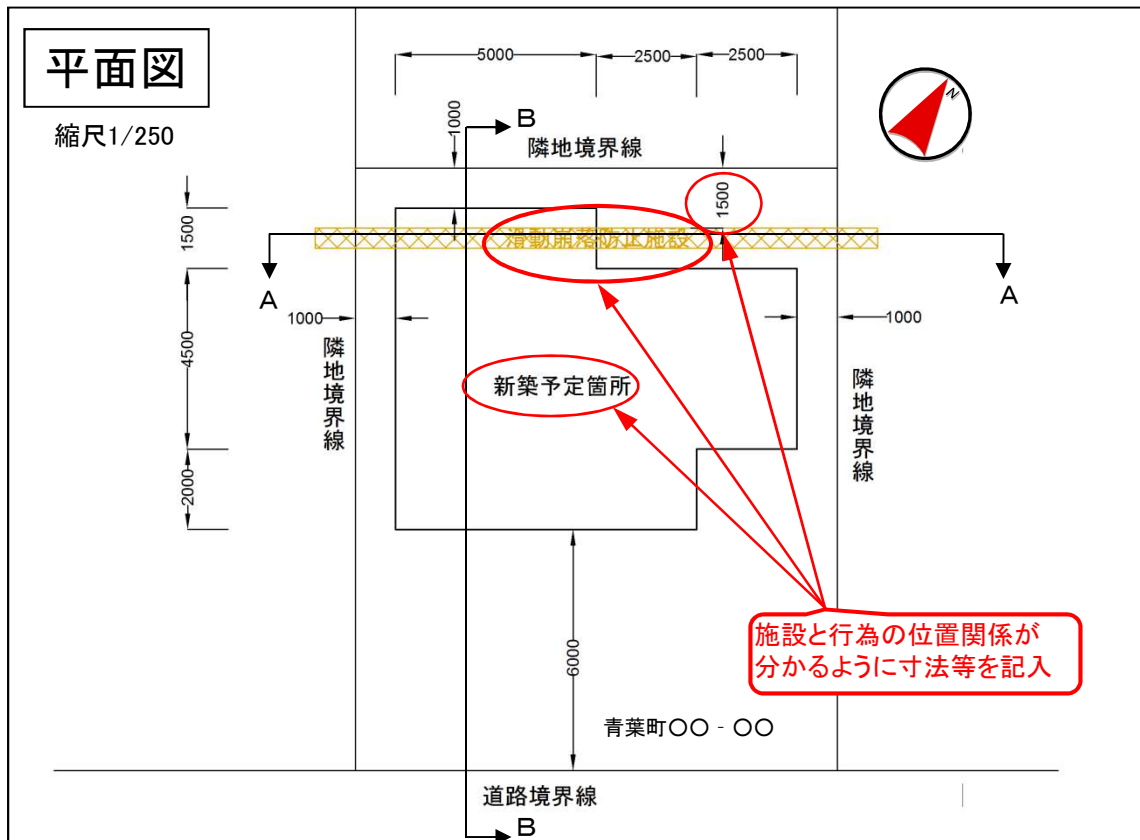 平面図
縮尺1/250
5000
2500
2500
N
1000
B
隣地境界線
1500
1500
滑動崩落防止施設
A
A
1000
1000
4500
隣地境界線
新築予定箇所
隣地境界線
2000
6000
施設と行為の位置関係が
分かるように寸法等を記入
青葉町〇〇‐〇〇
道路境界線
B